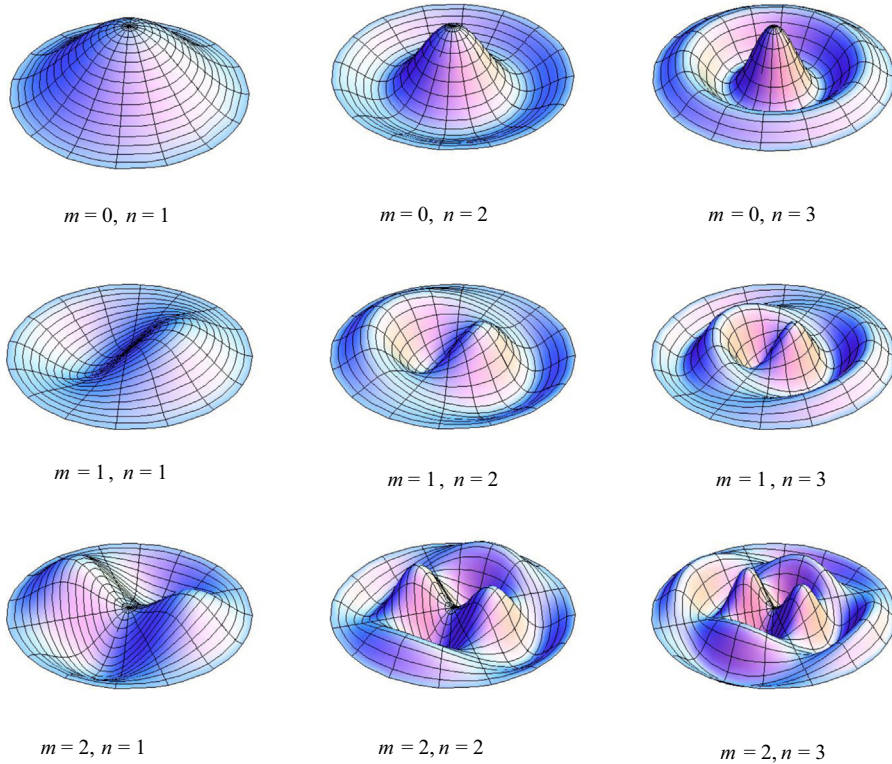 m = 0, n = 1
m = 0, n = 2
m = 0, n = 3
m = 1, n = 1
m = 1, n = 2
m = 1, n = 3
m = 2, n = 1
m = 2, n = 2
m = 2, n = 3